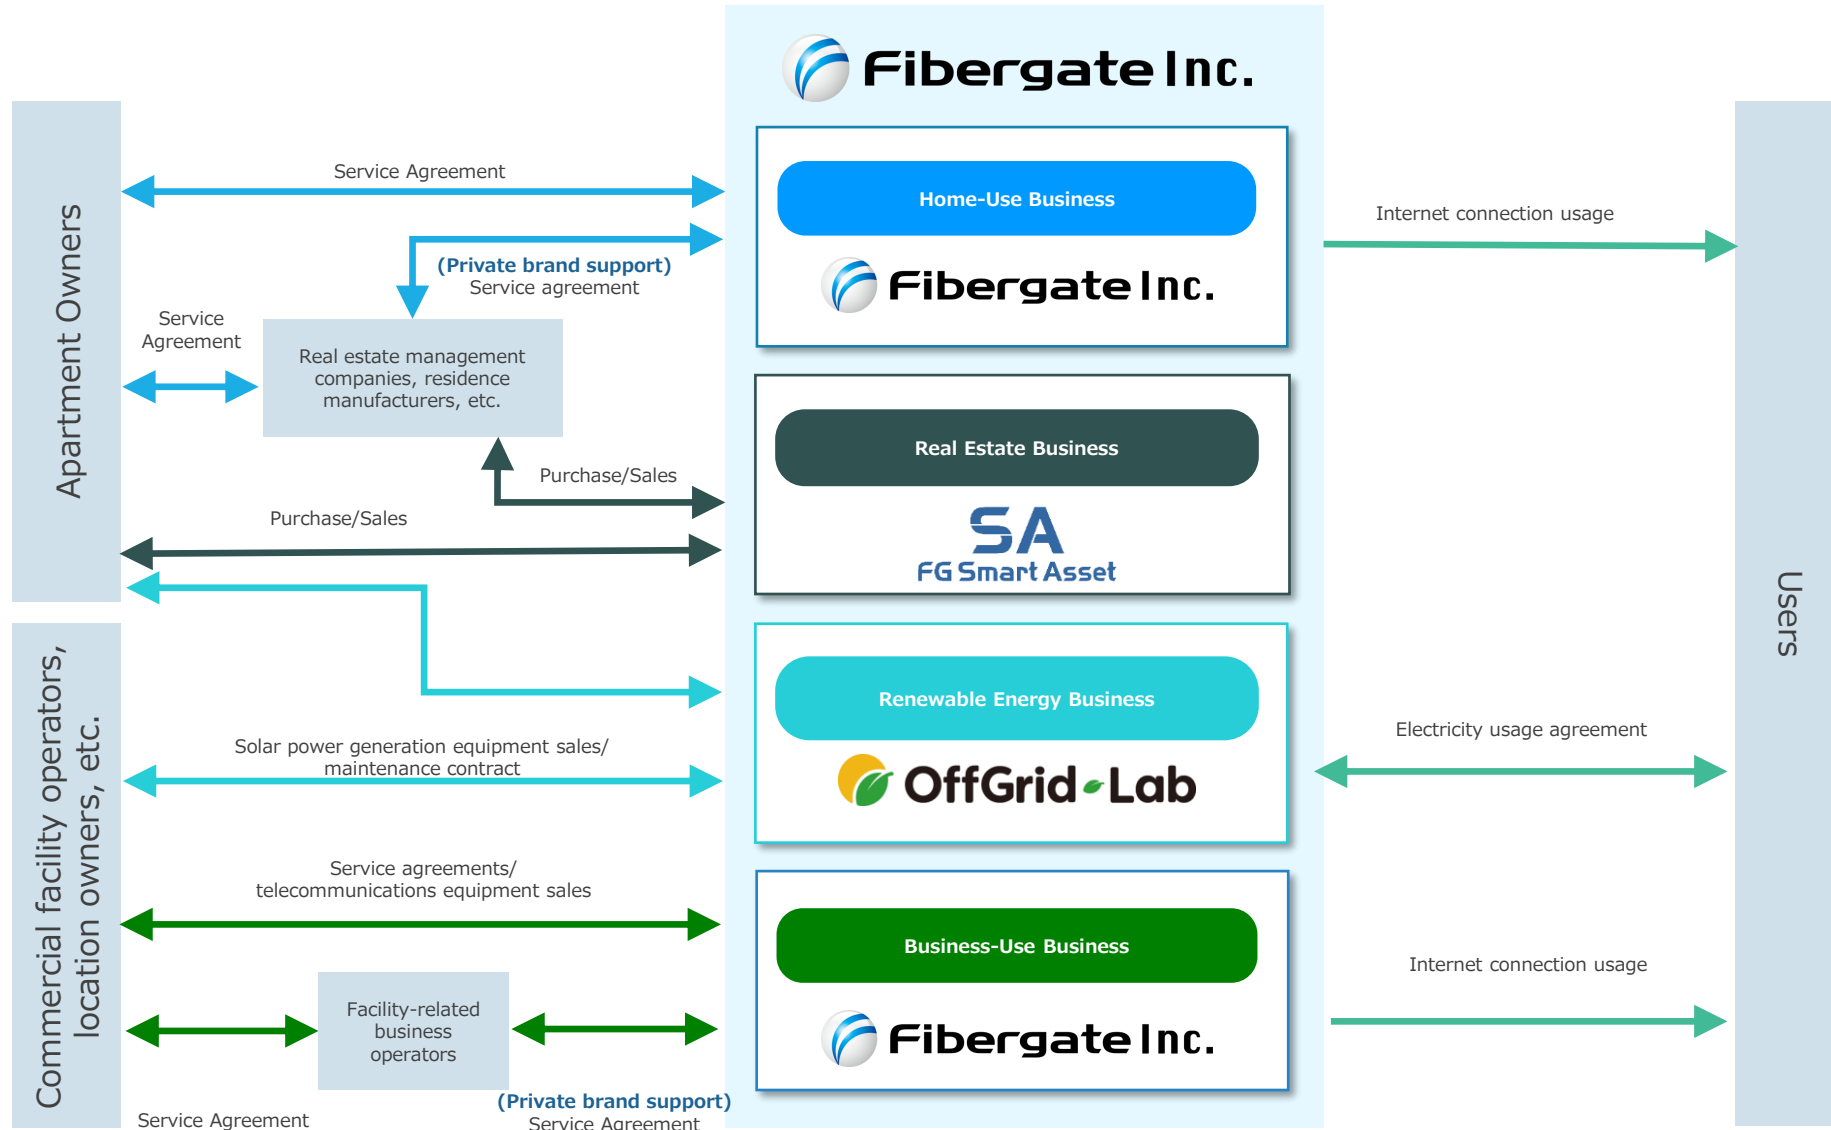 Fibergate Inc.
Apartment Owners
Service Agreement
Home-Use Business
Fibergate Inc.
(Private brand support)
Service agreement
Service
Agreement
Real estate management
companies, residence
manufacturers, etc.
Internet connection usage
Purchase/Sales
Purchase/Sales
Real Estate Business
SA
FG Smart Asset
Users
Commercial facility operators,
location owners, etc.
Renewable Energy Business
OffGrid Lab
Solar power generation equipment sales/
maintenance contract
Electricity usage agreement
Service agreements/
telecommunications equipment sales
Business-Use Business
Fibergate Inc.
Internet connection usage
Facility-related
business
operators
Service Agreement
(Private brand support)
Service Agreement